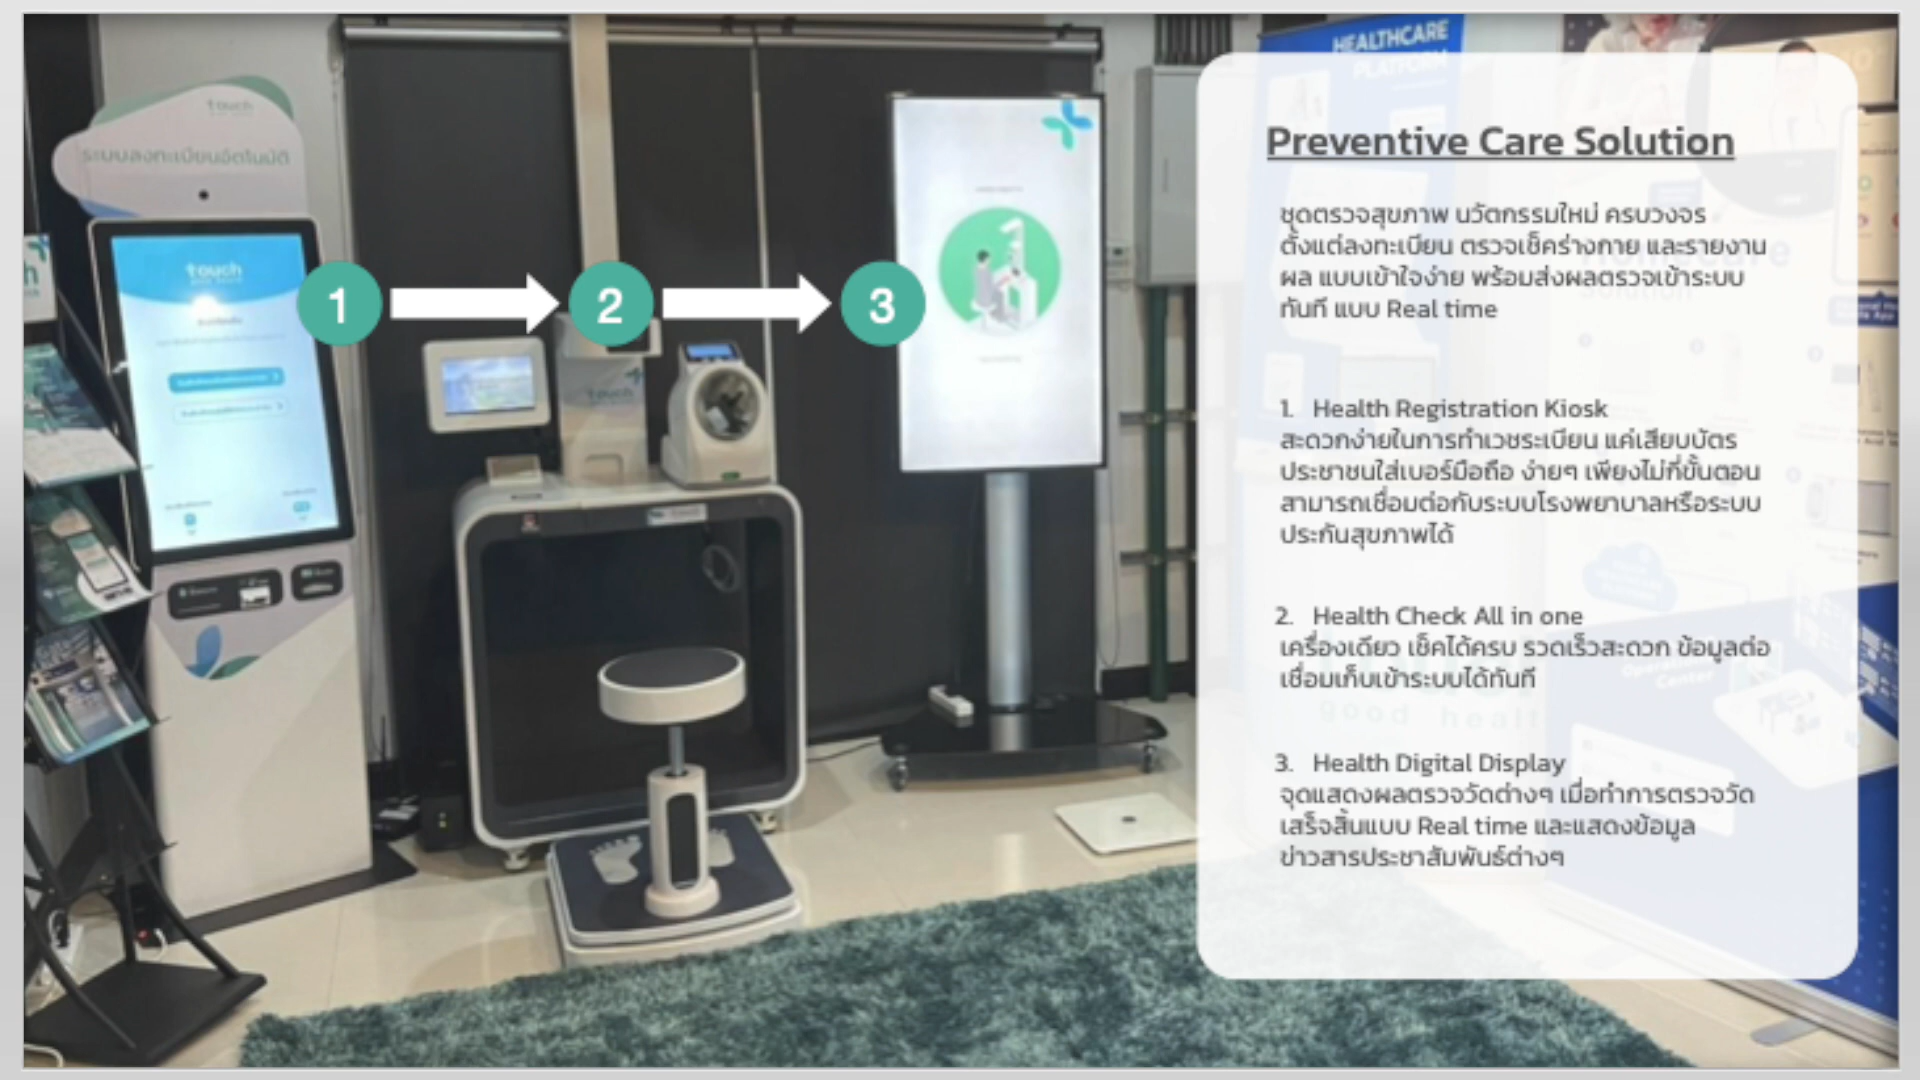 touch
ระบบลงทะเบียนอัตโนมัติ
touch
1
2
3
touch
HEALTHCARE
PLATFORM
Preventive Care Solution
ชุดตรวจสุขภาพ นวัตกรรมใหม่ ครบวงจร
ตั้งแต่ลงทะเบียน ตรวจเช็คร่างกาย และรายงาน
ผล แบบเข้าใจง่าย พร้อมส่งผลตรวจเข้าระบบ
ทันที แบบ Real time
1. Health Registration Kiosk
สะดวกง่ายในการทำเวชระเบียน แค่เสียบบัตร
ประชาชนใส่เบอร์มือถือ ง่ายๆ เพียงไม่กี่ขั้นตอน
สามารถเชื่อมต่อกับระบบโรงพยาบาลหรือระบบ
ประกันสุขภาพได้
2. Health Check All in one
เครื่องเดียว เช็คได้ครบ รวดเร็วสะดวก ข้อมูลต่อ
เชื่อมเก็บเข้าระบบได้ทันที
3. Health Digital Display
จุดแสดงผลตรวจวัดต่างๆ เมื่อทำการตรวจวัด
เสร็จสิ้นแบบ Real time และแสดงข้อมูล
ข่าวสารประชาสัมพันธ์ต่างๆ
Homecare
Solution
Center
good healt